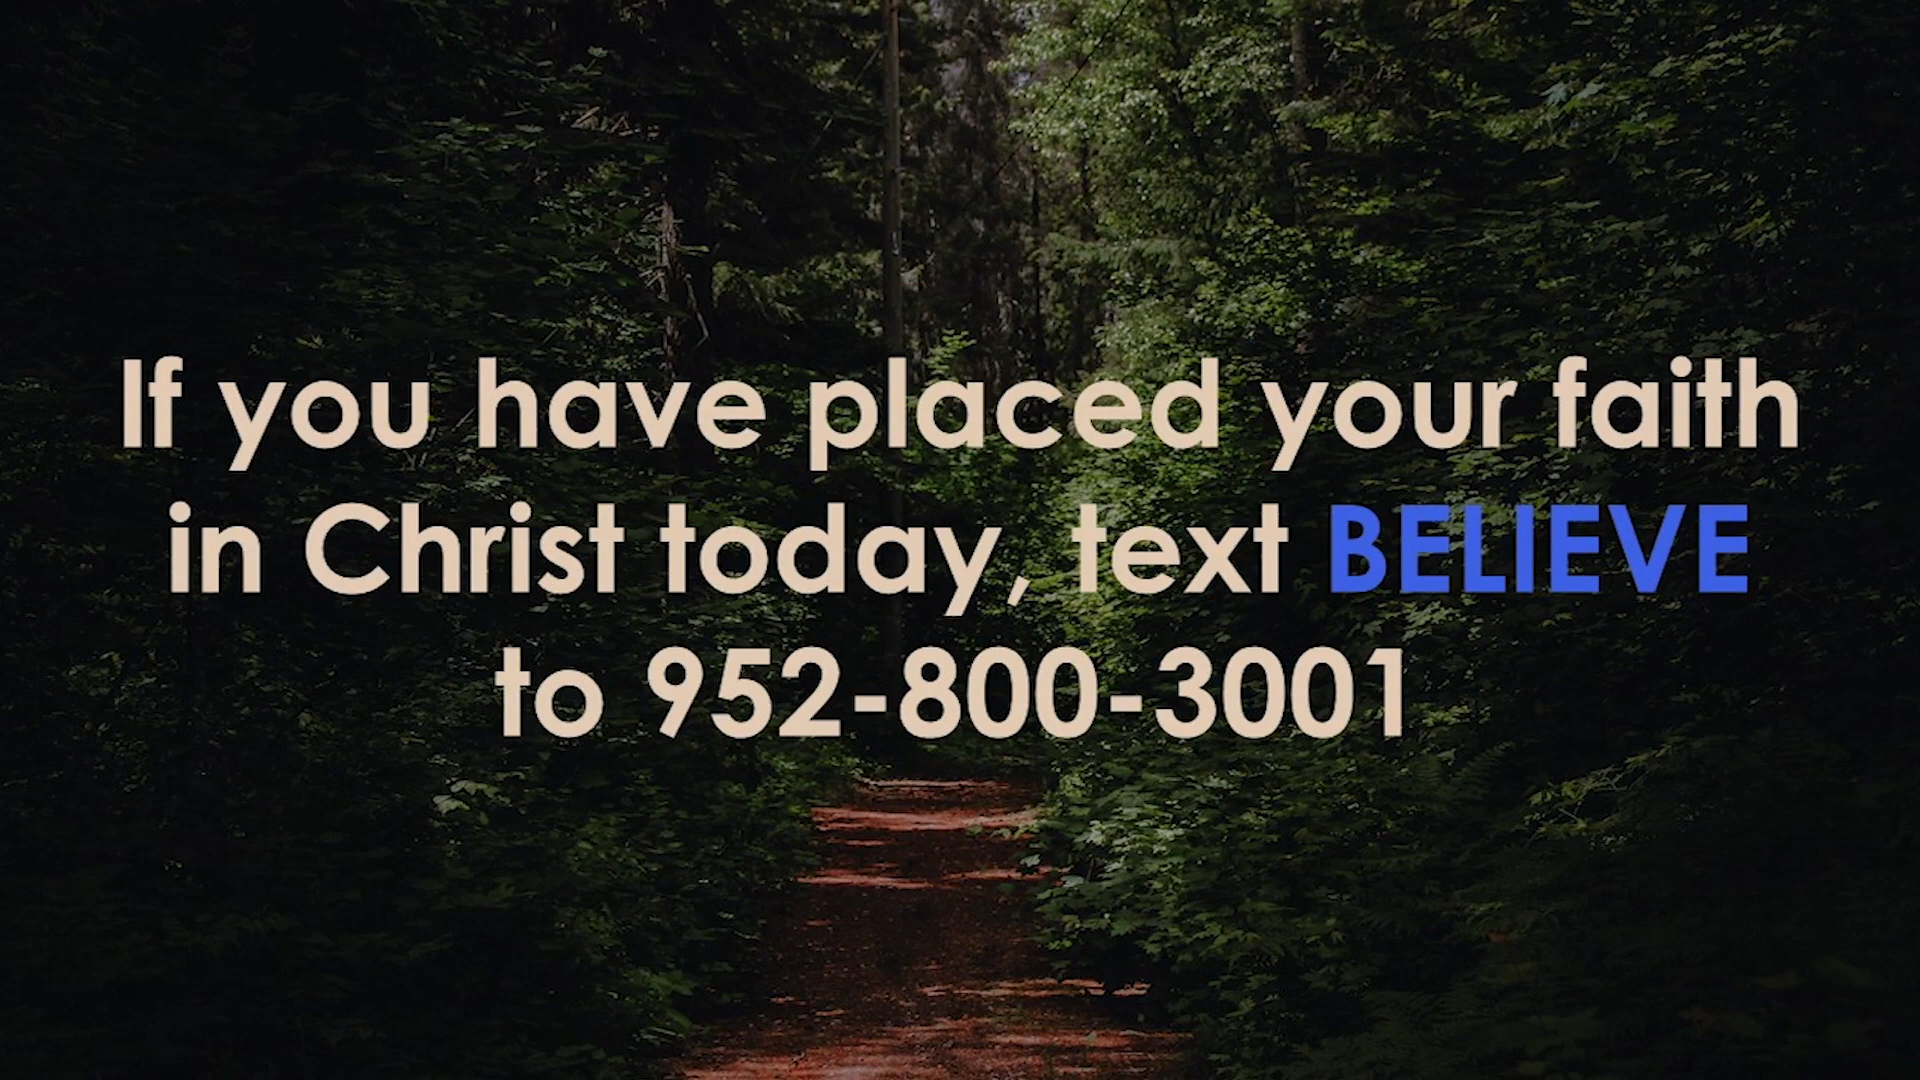 If you have placed your faith
in Christ today, text BELIEVE
to 952-800-3001